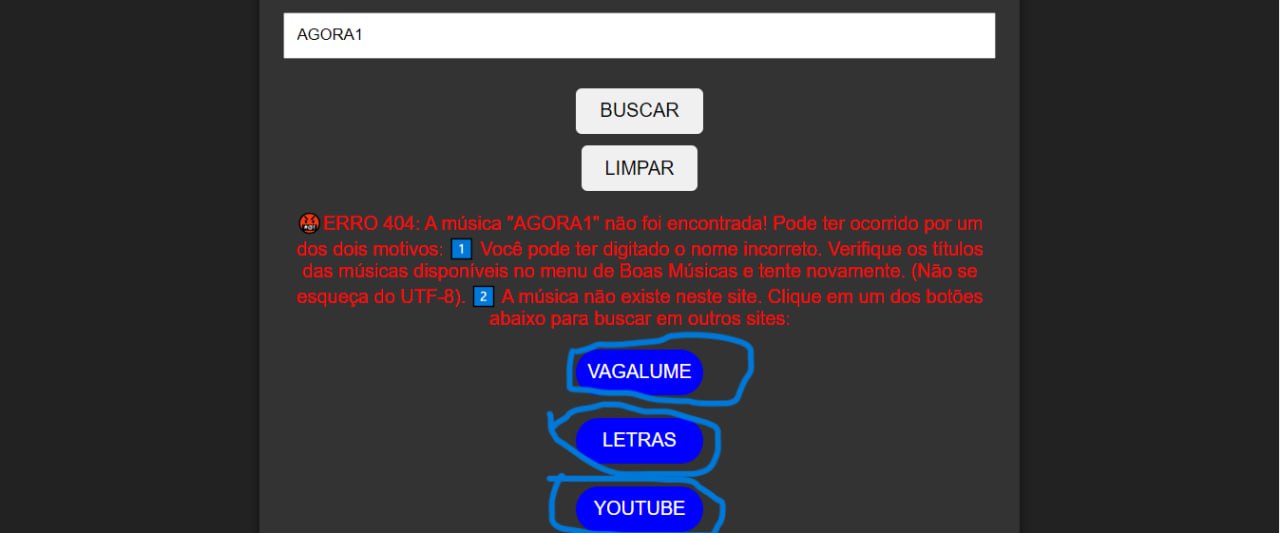 AGORA1
BUSCAR
LIMPAR
🤬ERRO 404: A música "AGORA1" não foi encontrada! Pode ter ocorrido por um
dos dois motivos: 1️⃣ Você pode ter digitado o nome incorreto. Verifique os títulos
das músicas disponíveis no menu de Boas Músicas e tente novamente. (Não se
esqueça do UTF-8). 2️⃣ A música não existe neste site. Clique em um dos botões
abaixo para buscar em outros sites:
VAGALUME
LETRAS
YOUTUBE